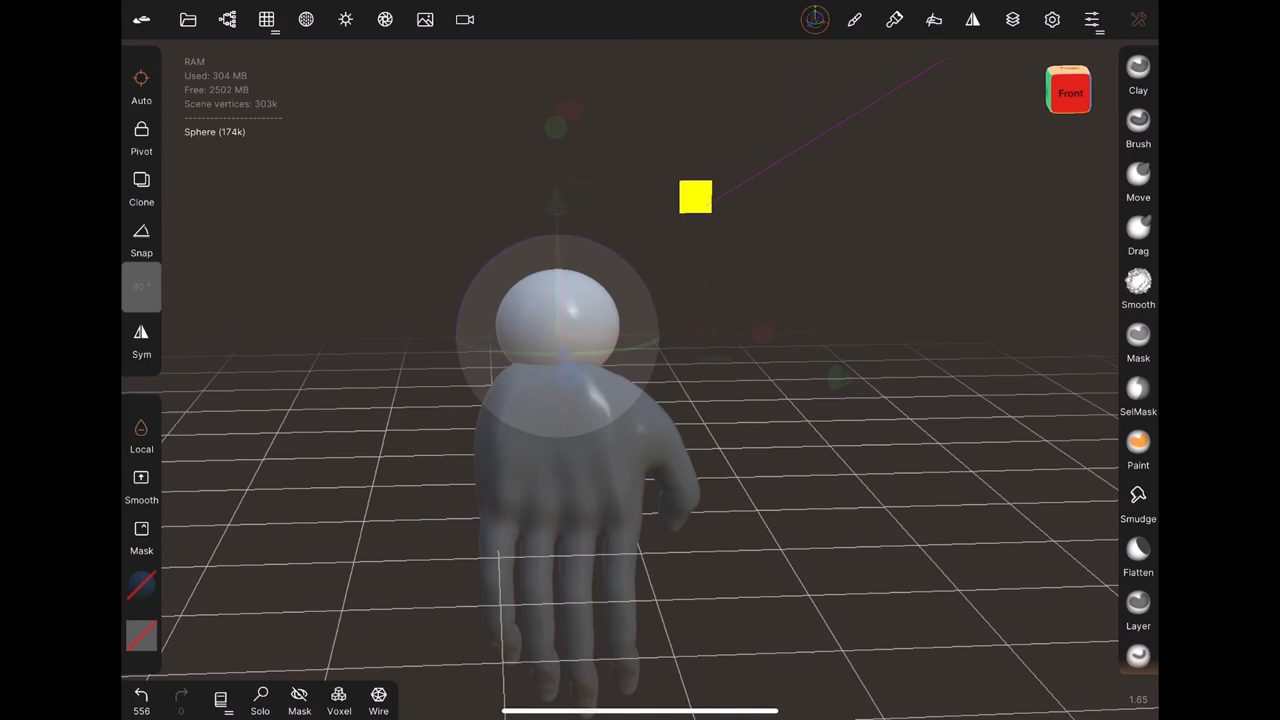 RAM
Used: 304 MB
Free: 2502 MB
Scene vertices: 303k
Sphere (174k)
Front
Auto
Pivot
Clone
Snap
90 °
Sym
Local
Smooth
Mask
556
0
Solo
Mask
Voxel
Wire
Clay
Brush
Move
Drag
Smooth
Mask
SelMask
Paint
Smudge
Flatten
Layer
1.65